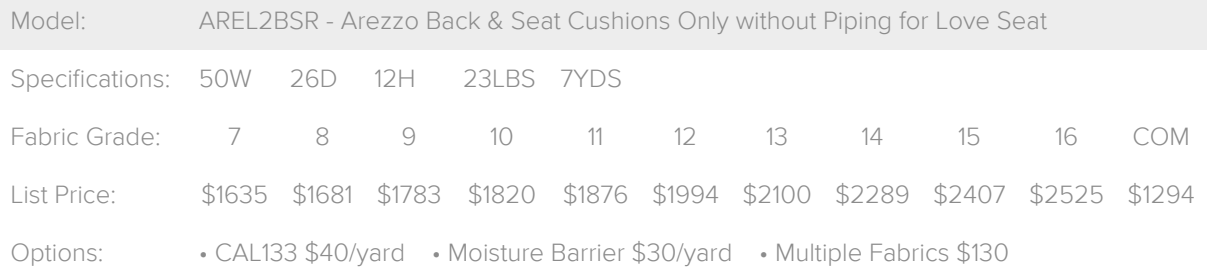 Model: AREL2BSR - Arezzo Back & Seat Cushions Only without Piping for Love Seat
Specifications: 50W 26D 12H 23LBS 7YDS
Fabric Grade: 7 8 9 10 11 12 13 14 15 16 COM
List Price: $1635 $1681 $1783 $1820 $1876 $1994 $2100 $2289 $2407 $2525 $1294
Options: • CAL133 $40/yard • Moisture Barrier $30/yard • Multiple Fabrics $130